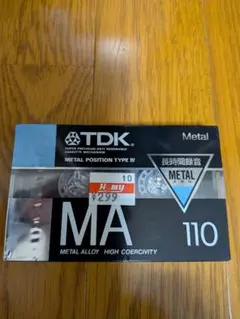 TDK
Metal
SUPER PRECISION ANTI-RESONANCE
CASSETTE MECHANISM
METAL POSITION TYPE IV
長時間録音
METAL
10
¥299
MA
110
METAL ALLOY HIGH COERCIVITY